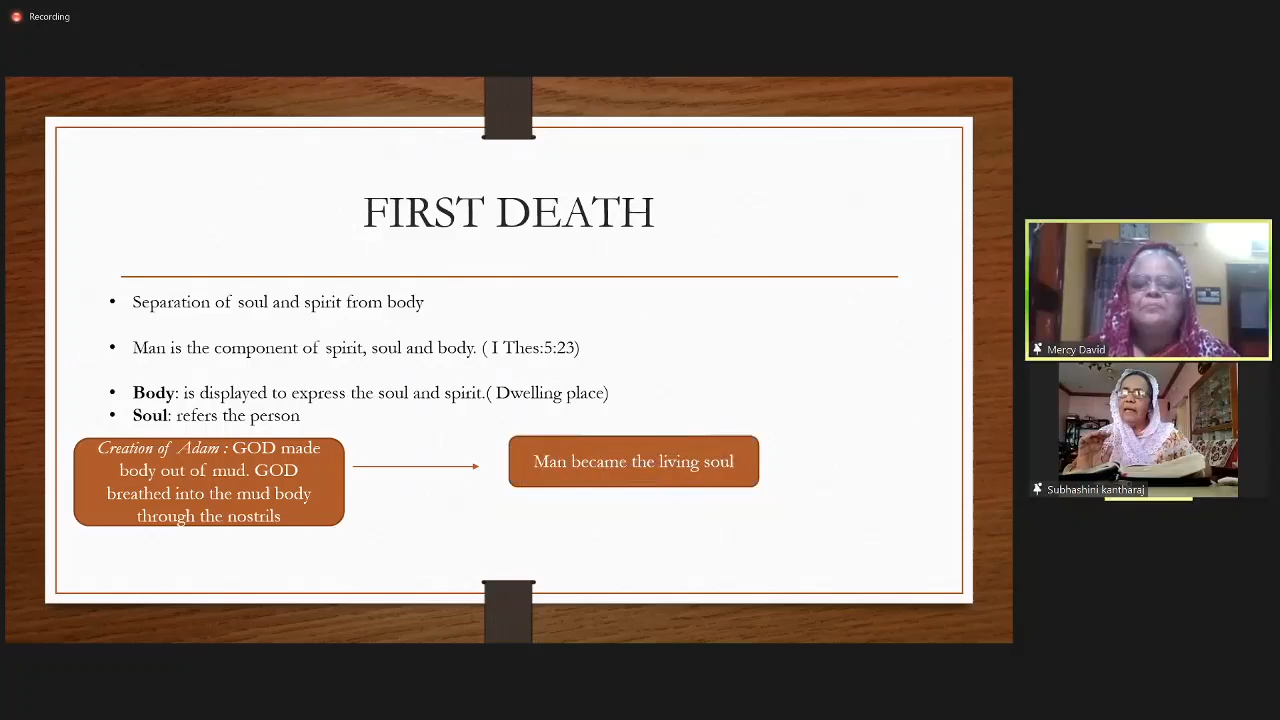 Recording
FIRST DEATH
• Separation of soul and spirit from body
• Man is the component of spirit, soul and body. ( I Thes:5:23)
• Body: is displayed to express the soul and spirit.( Dwelling place)
• Soul: refers the person
Creation of Adam : GOD made
body out of mud. GOD
breathed into the mud body
through the nostrils
Man became the living soul
Mercy David
Subhashini kantharaj